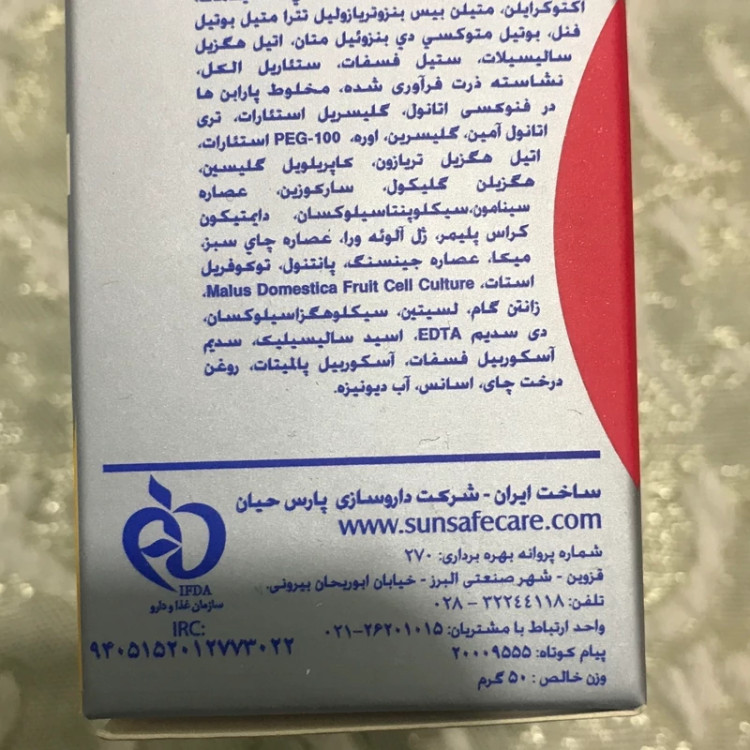 اکتوکرایلن، متیلن بیس بنزوتریازولیل تترا متیل بوتیل
فنل، بوتیل متوکسي دي بنزوئیل متان، اتیل هگزیل
سالیسیلات، ستیل فسفات، ستئاریل الکل،
نشاسته ذرت فرآوری شده، مخلوط پارابن ها
در فنوکسی اتانول، گلیسریل استئارات، تری
اتانول آمین، گلیسرین، اوره، PEG-100 استئارات،
اتیل هگزیل تریازون، کاپریلویل گلیسین،
هگزیلن گلیکول، سارکوزین، عصاره
سینامون،سیکلوپنتاسیلوکسان، دایمتیکون
کراس پلیمر، ژل آلوئه ورا، عصاره چاي سبز،
میکا، عصاره جینسنگ، پانتنول، توکوفریل
استات، Malus Domestica Fruit Cell Culture،
زانتن گام، لسیتین، سیکلوهگزاسیلوکسان،
دی سدیم EDTA، اسید سالیسیلیک، سدیم
آسکوربیل فسفات، آسکوربیل پالمیتات، روغن
درخت چای، اسانس، آب دیونیزه.
ساخت ایران - شرکت داروسازی پارس حیان
www.sunsafecare.com
شماره پروانه بهره برداری: ۲۷۰
قزوین - شهر صنعتی البرز - خیابان ابوریحان بیرونی.
تلفن: ۳۲۲٤٤۱۱۸ - ۰۲۸
واحد ارتباط با مشتریان: ۲۶۲۰۱۰۱۵-۰۲۱
پیام کوتاه: ۲۰۰۰۹۵۵۵
وزن خالص : ۵۰ گرم
IFDA
سازمان غذا و دارو
IRC:
۹۴۰۵۱۵۲۰۱۲۷۷۳۰۲۲